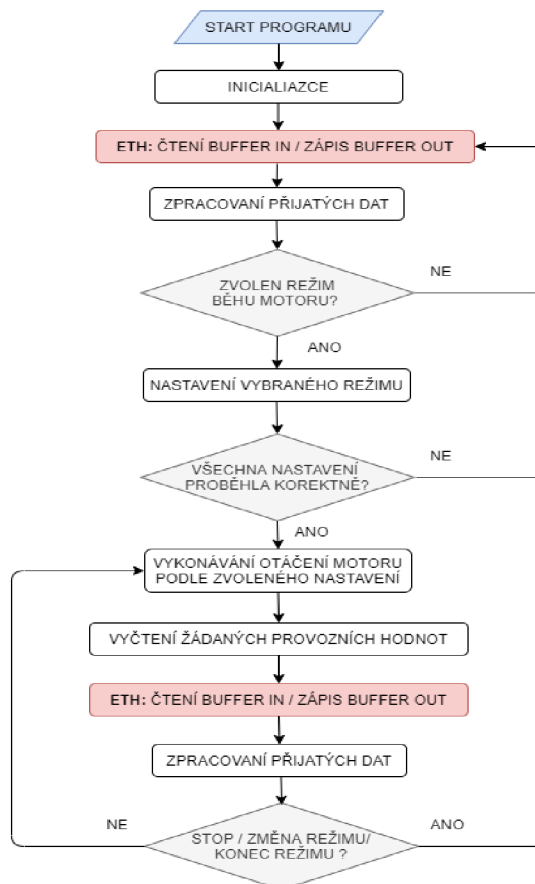 START PROGRAMU
INICIALIAZCE
ETH: ČTENÍ BUFFER IN / ZÁPIS BUFFER OUT
ZPRACOVANÍ PŘIJATÝCH DAT
ZVOLEN REŽIM
BĚHU MOTORU?
NE
ANO
NASTAVENÍ VYBRANÉHO REŽIMU
VŠECHNA NASTAVENÍ
PROBĚHLA KOREKTNĚ?
NE
ANO
VYKONÁVÁNÍ OTÁČENÍ MOTORU
PODLE ZVOLENÉHO NASTAVENÍ
VYČTENÍ ŽÁDANÝCH PROVOZNÍCH HODNOT
ETH: ČTENÍ BUFFER IN / ZÁPIS BUFFER OUT
ZPRACOVANÍ PŘIJATÝCH DAT
NE
STOP / ZMĚNA REŽIMU/
KONEC REŽIMU ?
ANO